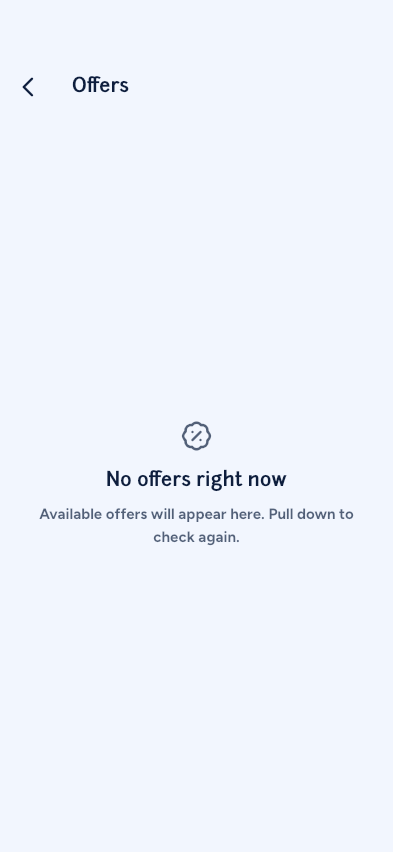 Offers
No offers right now
Available offers will appear here. Pull down to
check again.